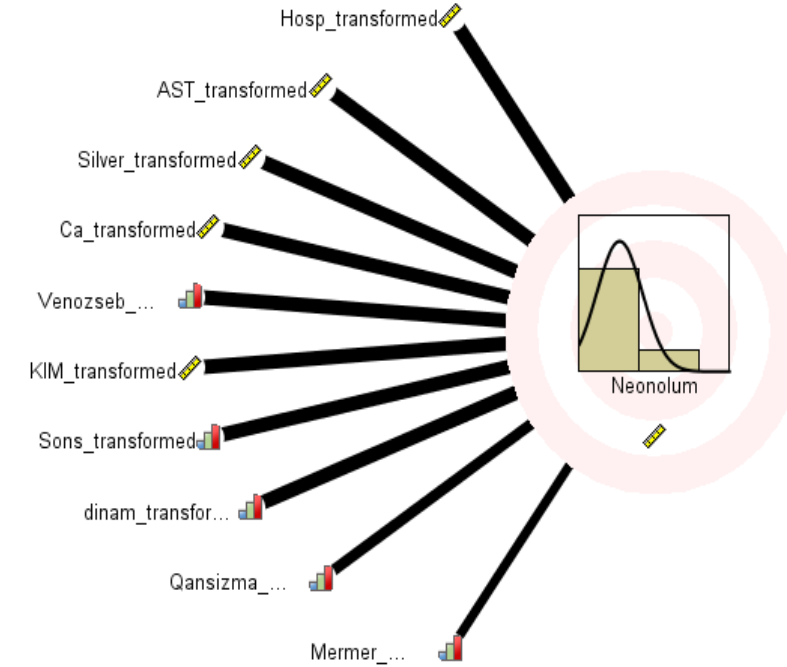 Hosp_transformed
AST_transformed
Silver_transformed
Ca_transformed
Venozseb_...
KIM_transformed
Neonolum
Sons_transformed
dinam_transfor...
Qansizma_...
Mermer_...